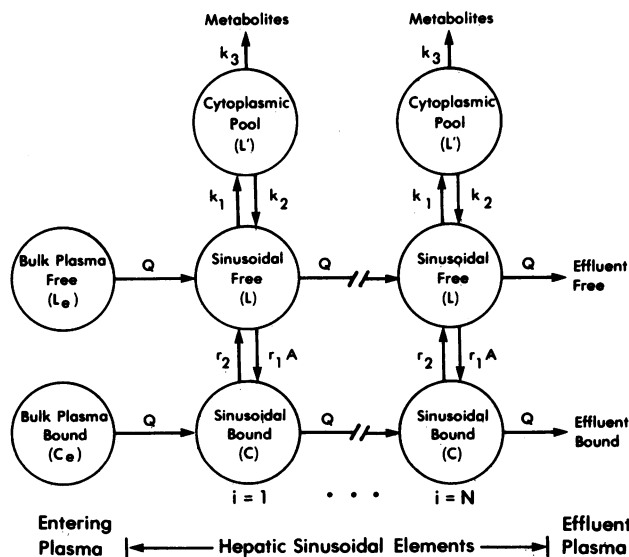 Metabolites
Metabolites
k3
k3
Cytoplasmic
Pool
(L')
Cytoplasmic
Pool
(L')
k1
k2
k1
k2
Bulk Plasma
Free
(Le)
Q
Sinusoidal
Free
(L)
Q
Sinusoidal
Free
(L)
Q
Effluent
Free
r2
r1 A
r2
r1 A
Bulk Plasma
Bound
(Ce)
Q
Sinusoidal
Bound
(C)
Q
Sinusoidal
Bound
(C)
Q
Effluent
Bound
i = 1 • • • i = N
Entering
Plasma
Hepatic Sinusoidal Elements
Effluent
Plasma